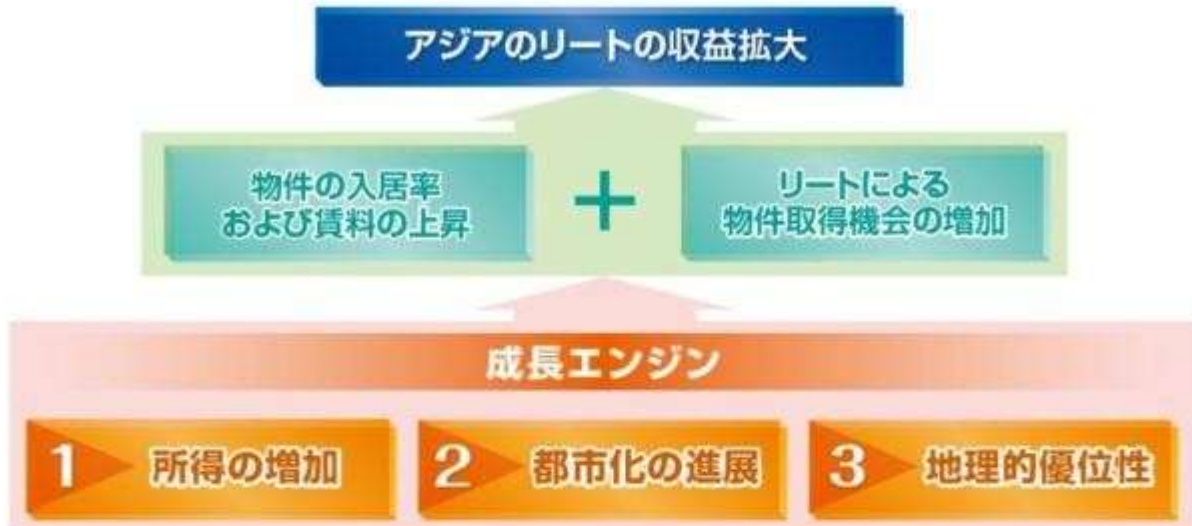 アジアのリートの収益拡大
物件の入居率
および賃料の上昇
+
リートによる
物件取得機会の増加
成長エンジン
1 所得の増加
2 都市化の進展
3 地理的優位性